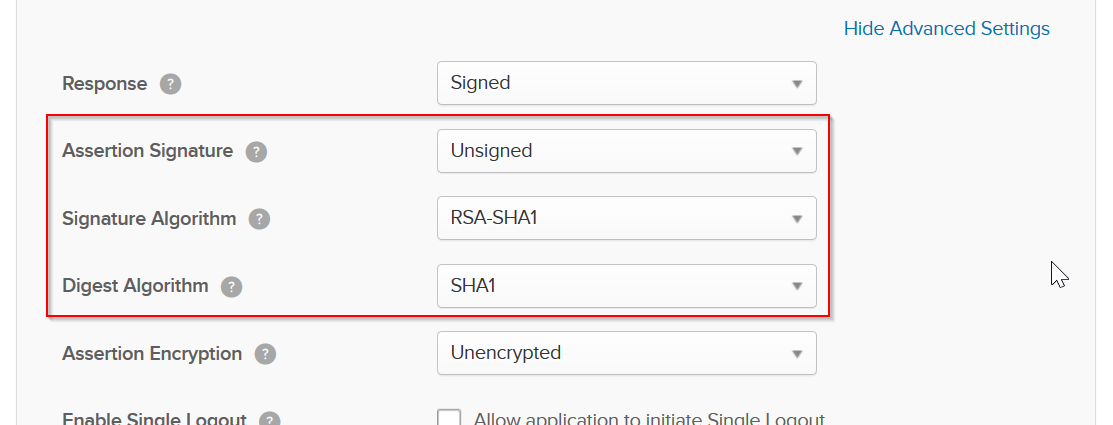 Hide Advanced Settings
Response ? Signed
Assertion Signature ? Unsigned
Signature Algorithm ? RSA-SHA1
Digest Algorithm ? SHA1
Assertion Encryption ? Unencrypted
Enable Single Logout ? Allow application to initiate Single Logout